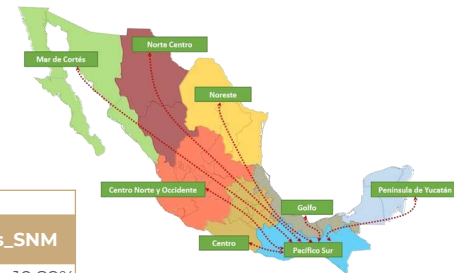 Norte Centro
Mar de Cortés
Noreste
Centro Norte y Occidente
Península de Yucatán
Golfo
s_SNM
Centro
Pacífico Sur